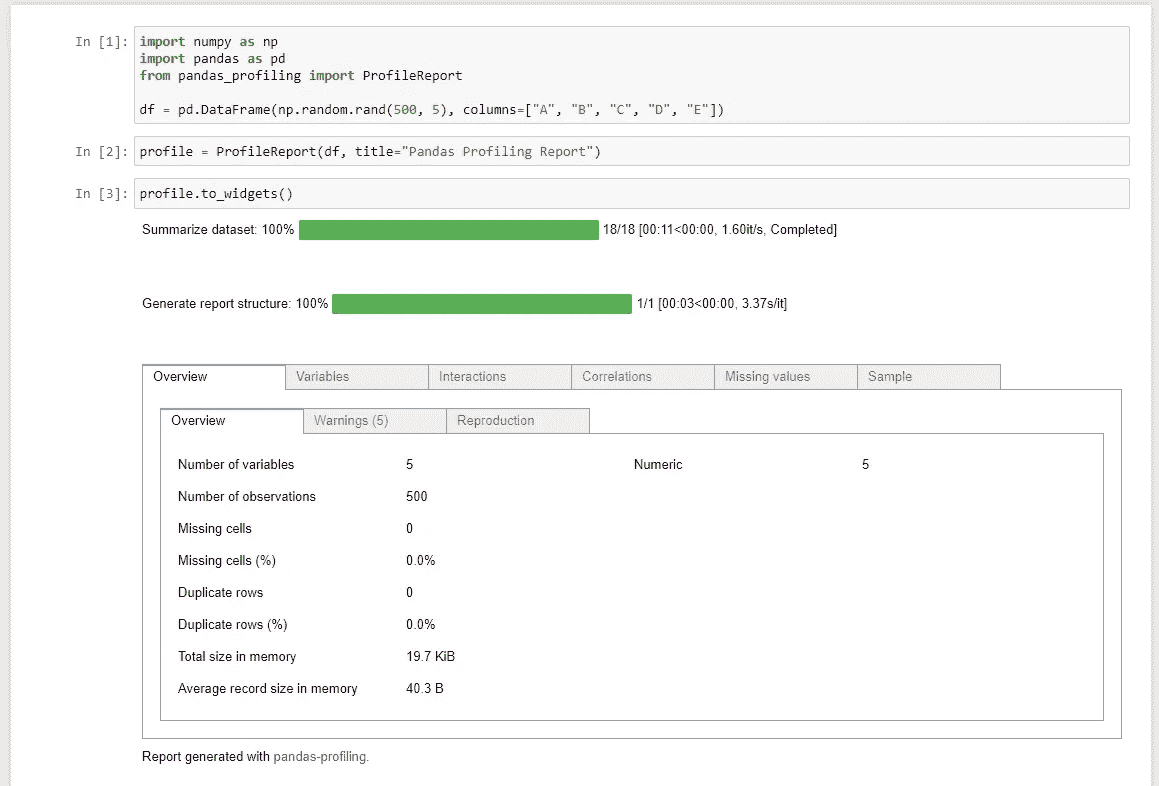 In [1]: import numpy as np
import pandas as pd
from pandas_profiling import ProfileReport
df = pd.DataFrame(np.random.rand(500, 5), columns=["A", "B", "C", "D", "E"])
In [2]: profile = ProfileReport(df, title="Pandas Profiling Report")
In [3]: profile.to_widgets()
Summarize dataset: 100% 18/18 [00:11<00:00, 1.60it/s, Completed]
Generate report structure: 100% 1/1 [00:03<00:00, 3.37s/it]
Overview Variables Interactions Correlations Missing values Sample
Overview Warnings (5) Reproduction
Number of variables 5 Numeric 5
Number of observations 500
Missing cells 0
Missing cells (%) 0.0%
Duplicate rows 0
Duplicate rows (%) 0.0%
Total size in memory 19.7 KiB
Average record size in memory 40.3 B
Report generated with pandas-profiling.